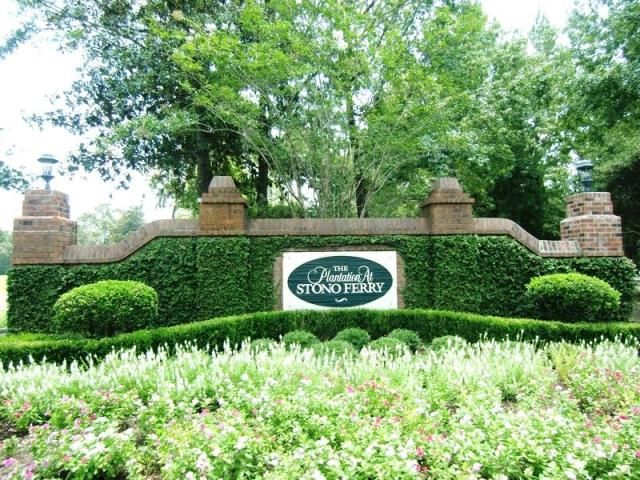 THE
Plantation At
STONO FERRY